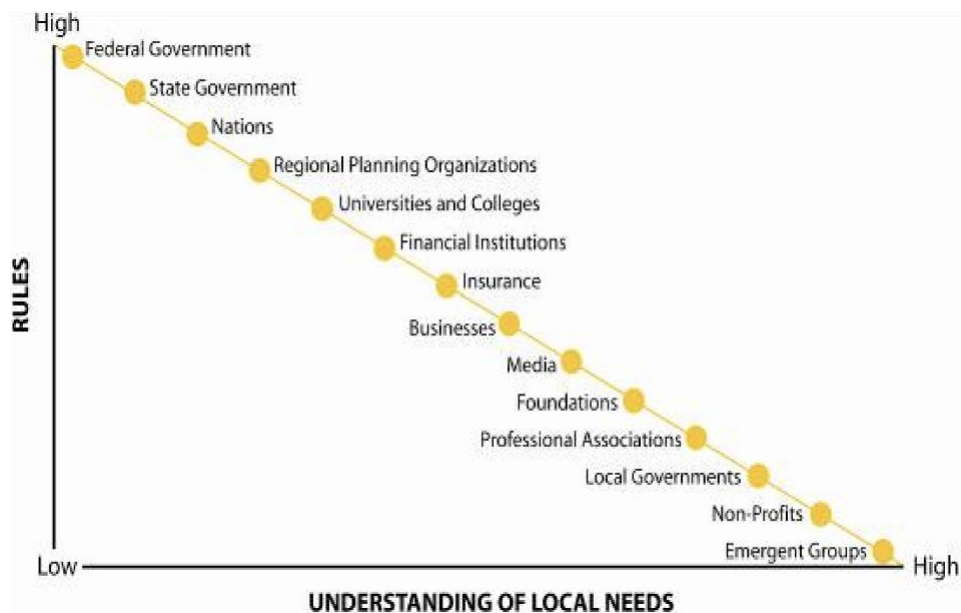 High
Federal Government
State Government
Nations
Regional Planning Organizations
Universities and Colleges
Financial Institutions
Insurance
RULES
Businesses
Media
Foundations
Professional Associations
Local Governments
Non-Profits
Emergent Groups
Low
High
UNDERSTANDING OF LOCAL NEEDS